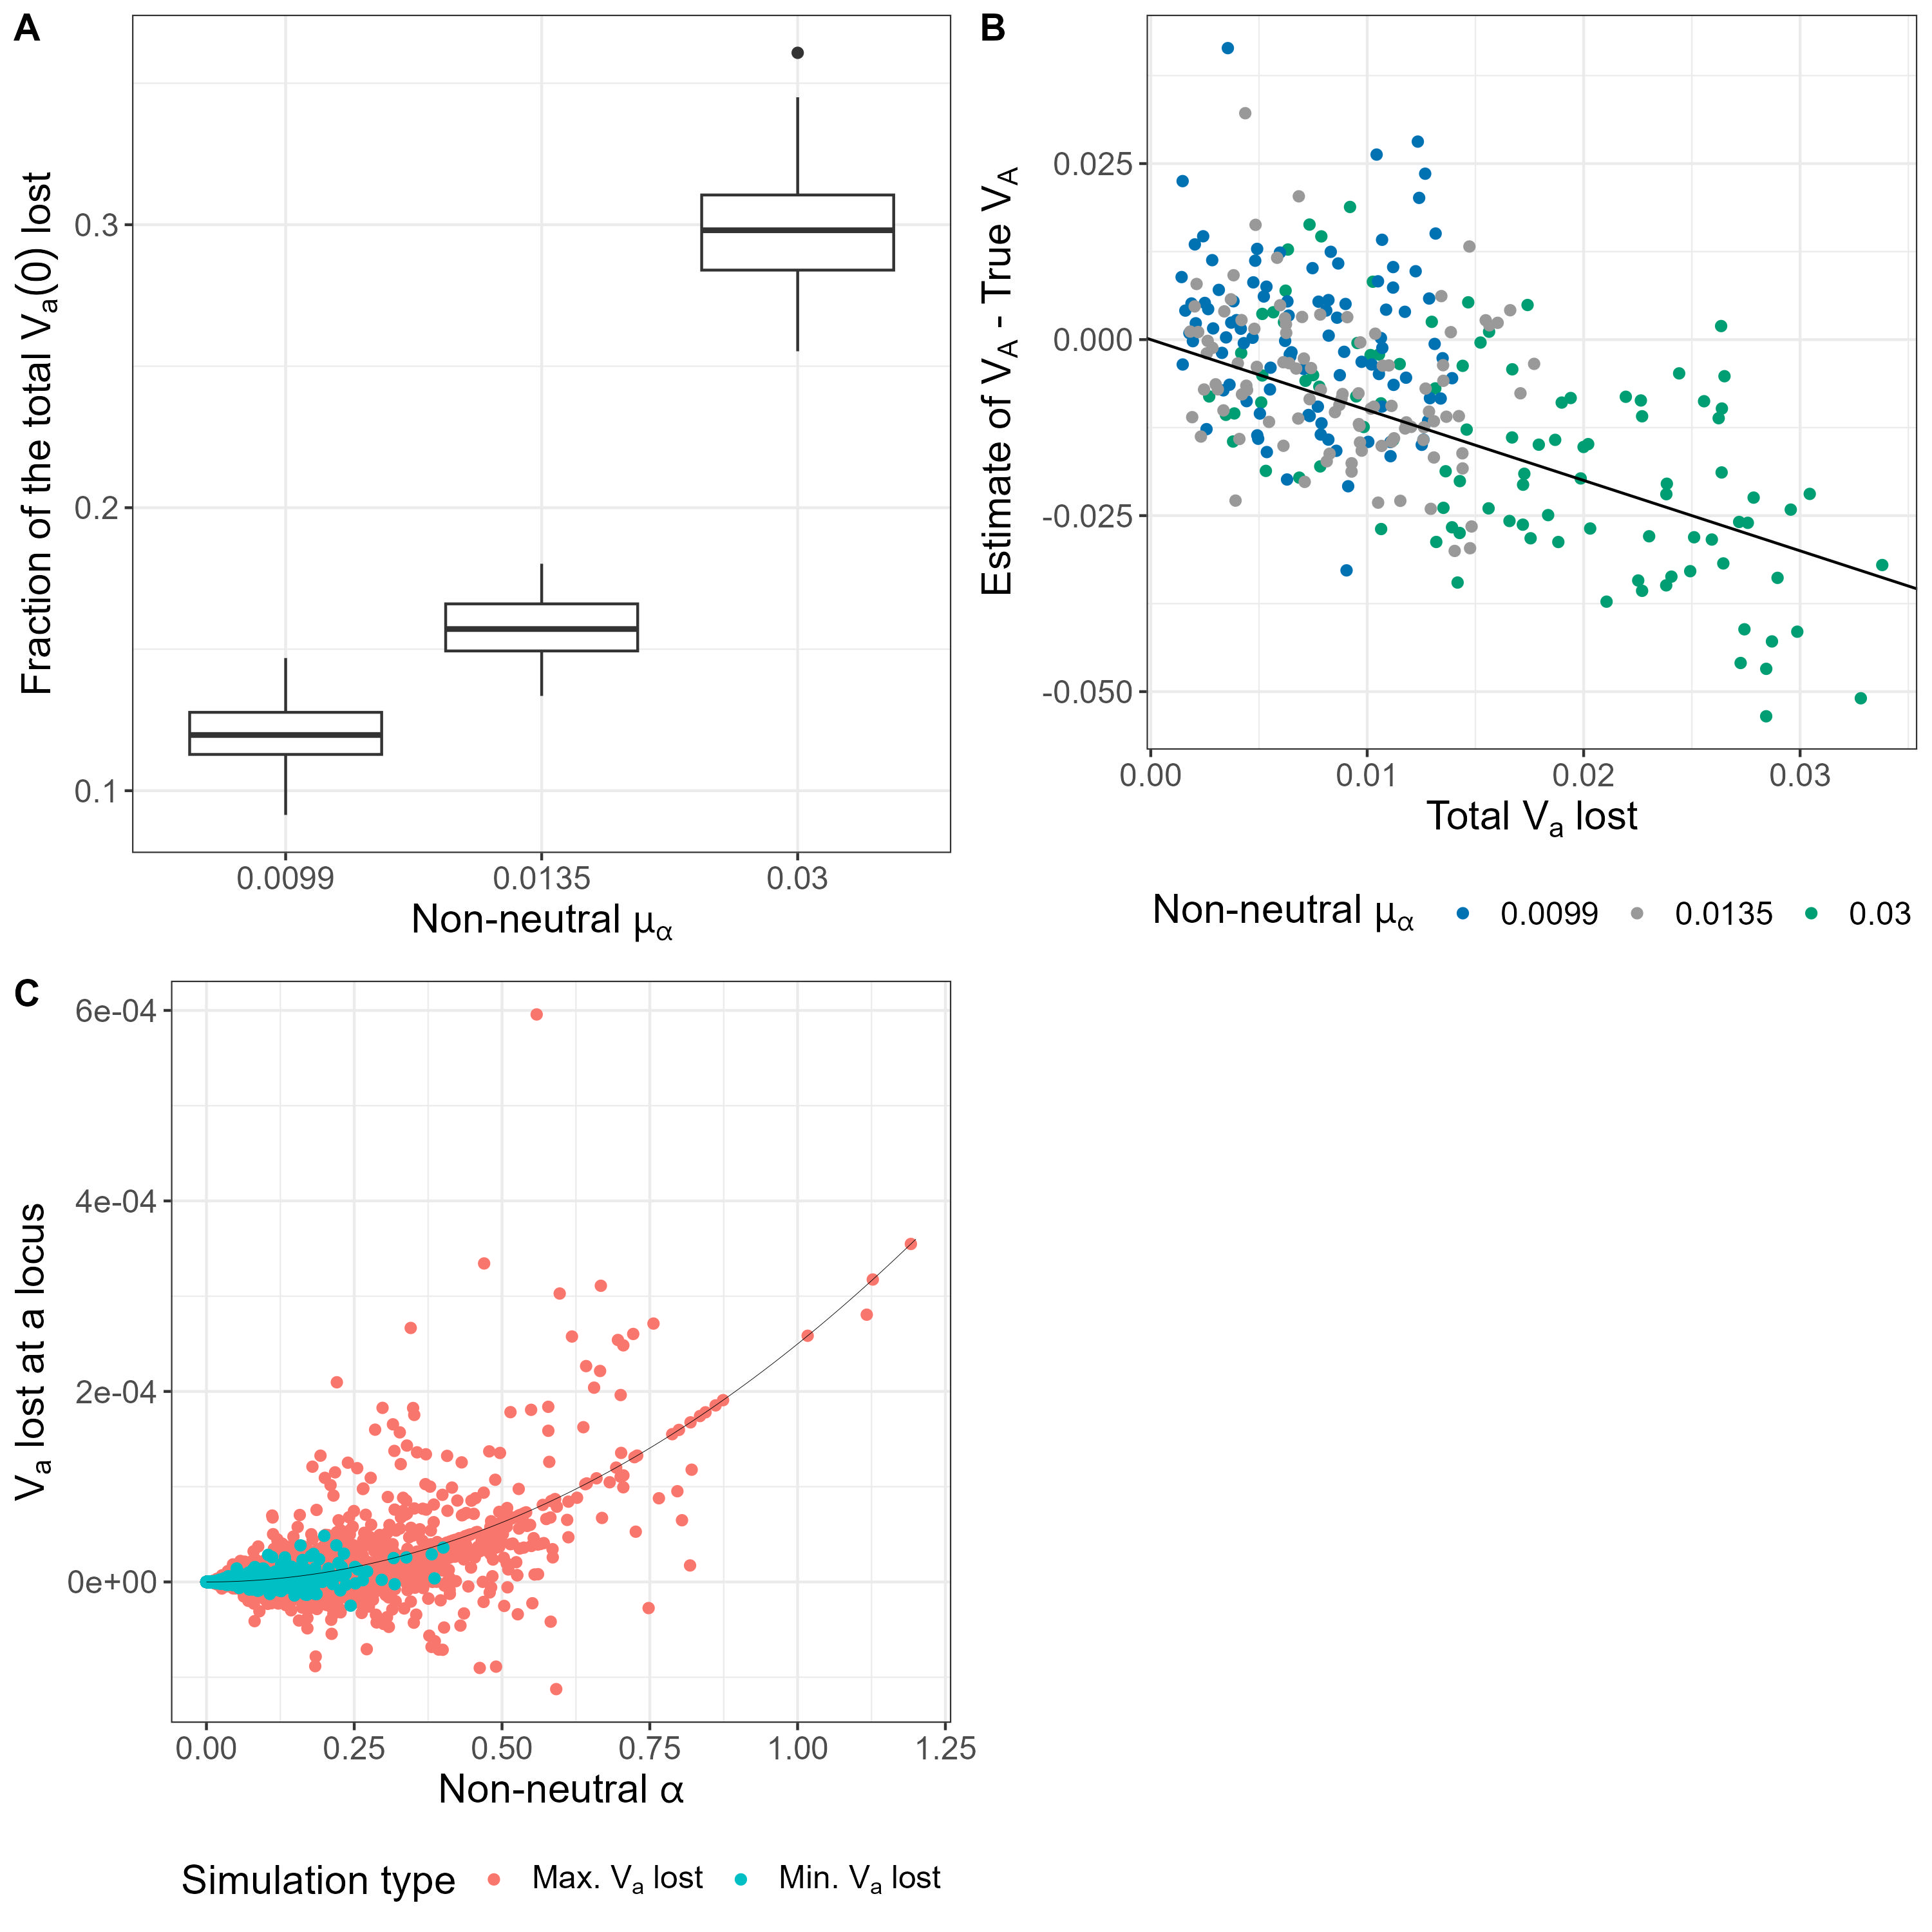 A
Fraction of the total Va(0) lost
0.3
0.2
0.1
0.0099 0.0135 0.03
Non-neutral μα
B
Estimate of VA - True VA
0.025
0.000
-0.025
-0.050
0.00 0.01 0.02 0.03
Total Va lost
Non-neutral μα 0.0099 0.0135 0.03
C
Va lost at a locus
6e-04
4e-04
2e-04
0e+00
0.00 0.25 0.50 0.75 1.00 1.25
Non-neutral α
Simulation type Max. Va lost Min. Va lost